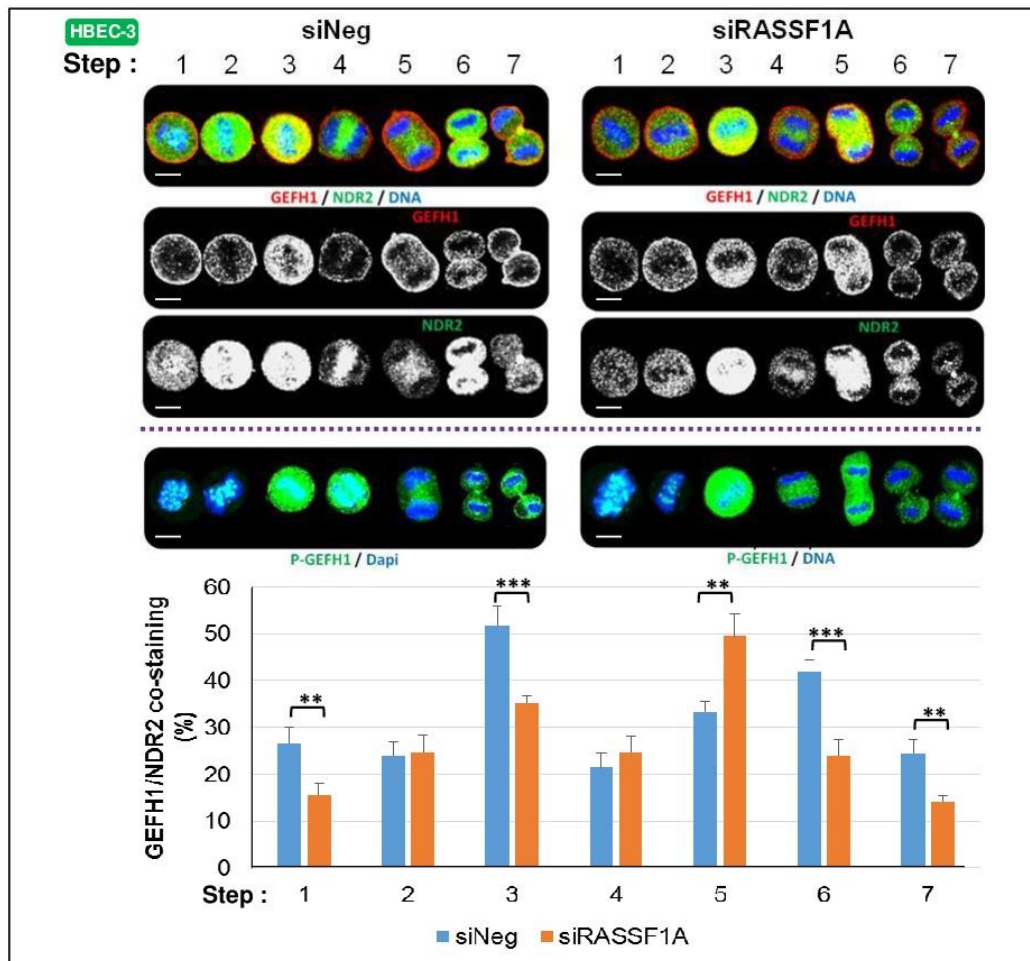 HBEC-3
siNeg
siRASSF1A
Step : 1 2 3 4 5 6 7
1 2 3 4 5 6 7
GEFH1 / NDR2 / DNA
GEFH1 / NDR2 / DNA
GEFH1
GEFH1
NDR2
NDR2
P-GEFH1 / Dapi
P-GEFH1 / DNA
GEFH1/NDR2 co-staining
(%)
60
50
40
30
20
10
0
**
***
**
***
**
Step : 1 2 3 4 5 6 7
siNeg siRASSF1A